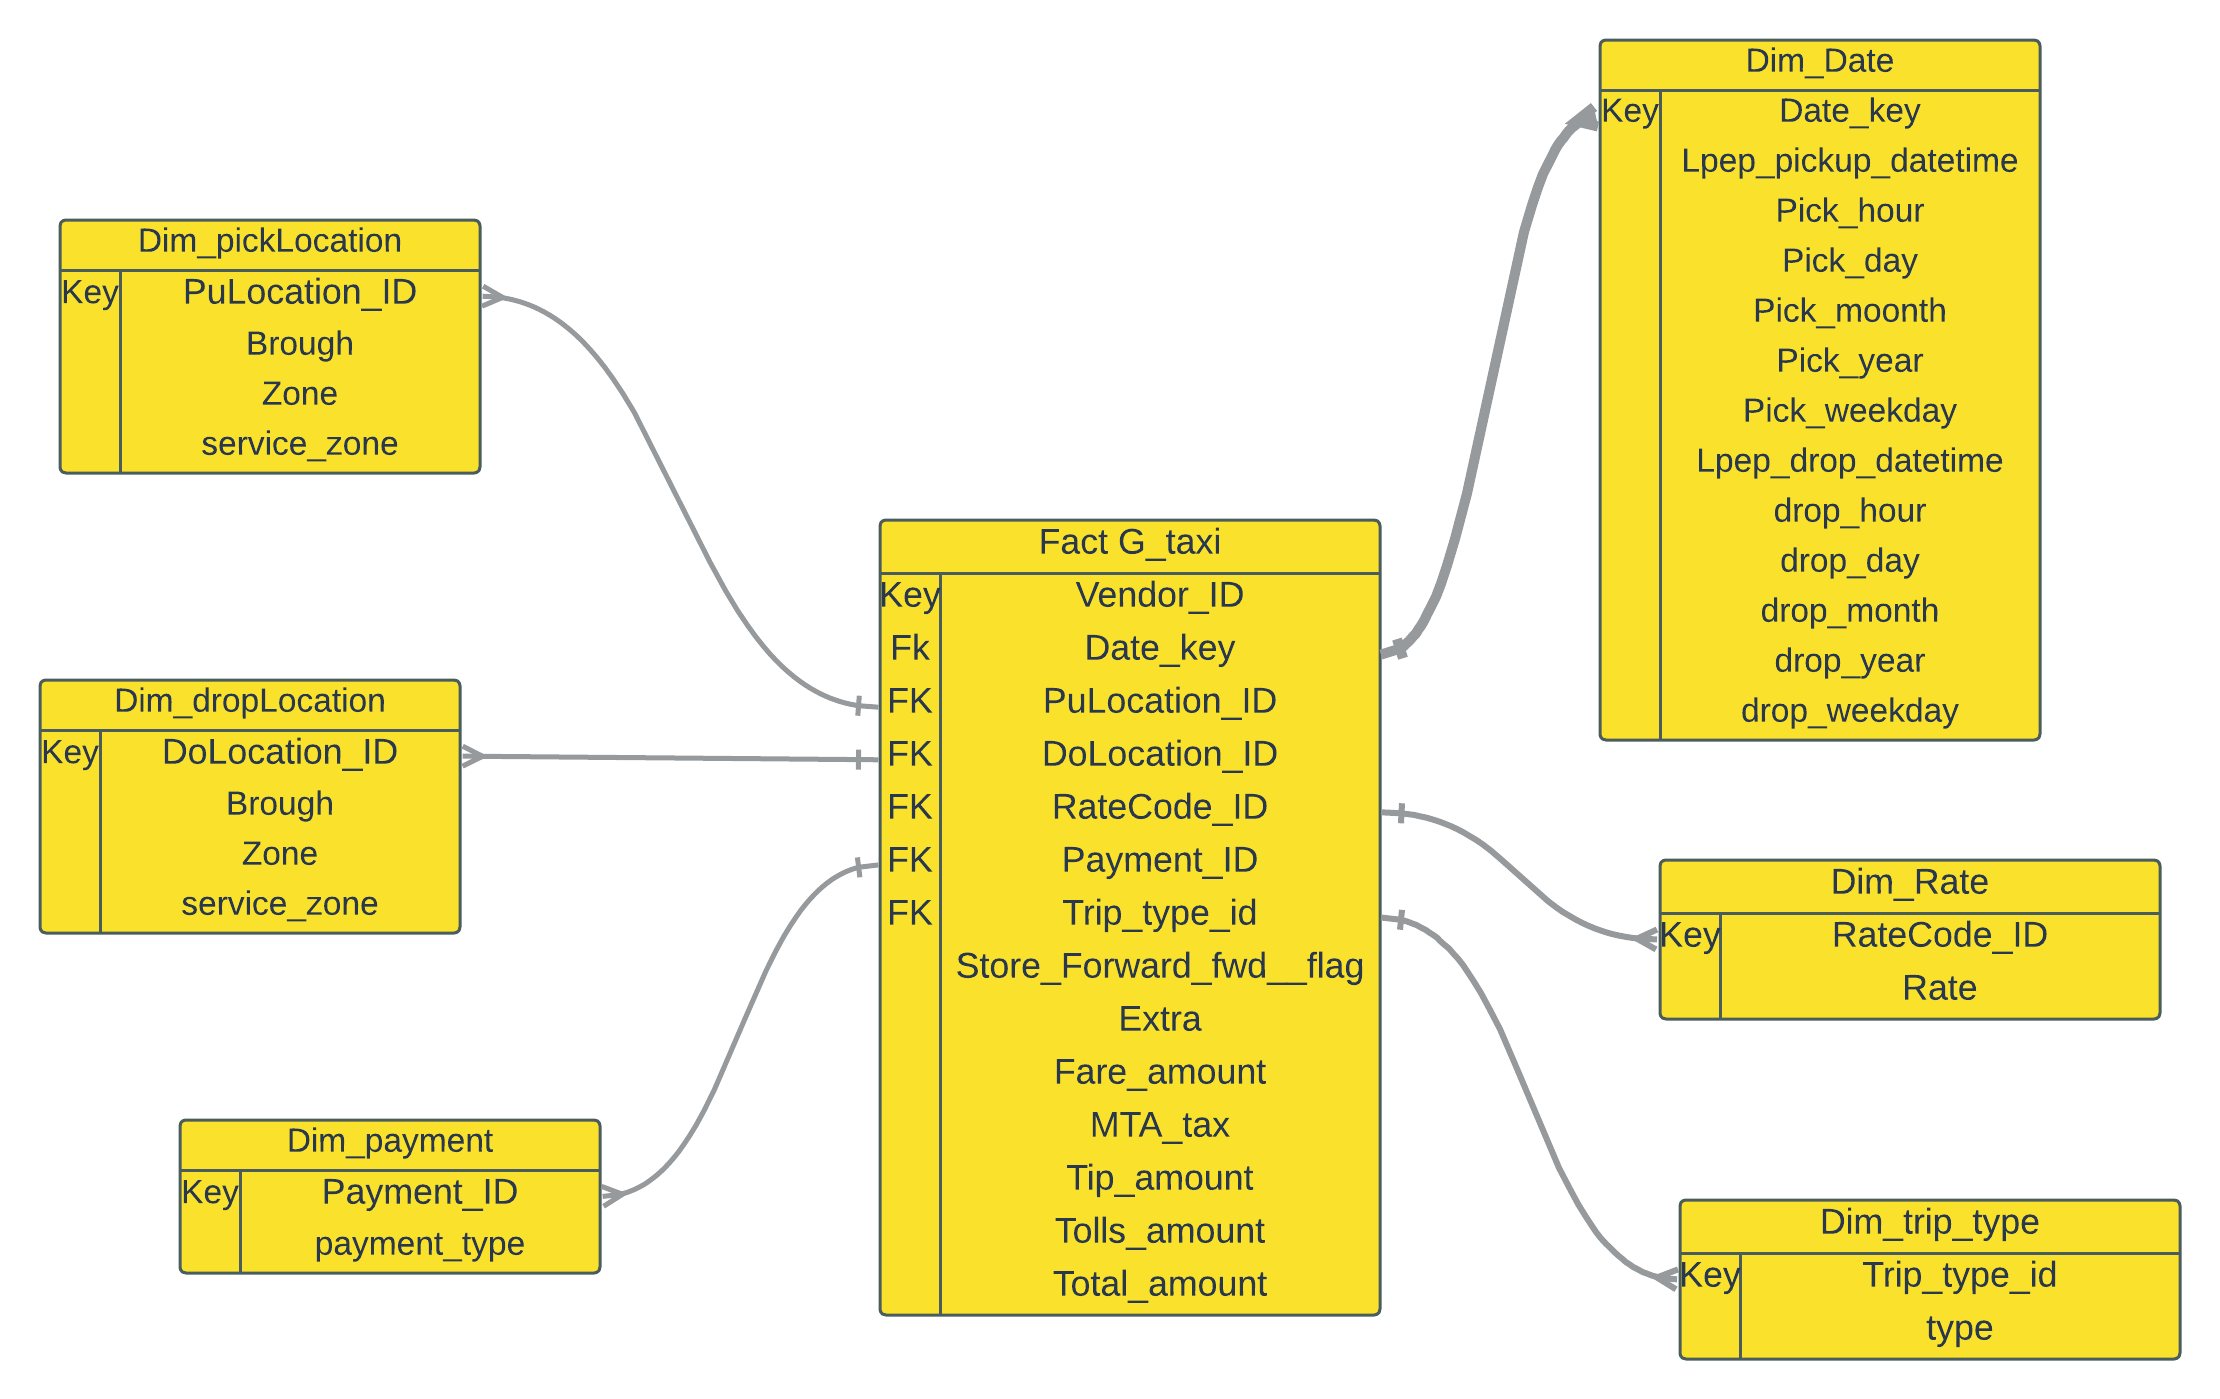 Dim_Date
Key Date_key
Lpep_pickup_datetime
Pick_hour
Pick_day
Pick_moonth
Pick_year
Pick_weekday
Lpep_drop_datetime
drop_hour
drop_day
drop_month
drop_year
drop_weekday
Dim_pickLocation
Key PuLocation_ID
Brough
Zone
service_zone
Fact G_taxi
Key Vendor_ID
Fk Date_key
FK PuLocation_ID
FK DoLocation_ID
FK RateCode_ID
FK Payment_ID
FK Trip_type_id
Store_Forward_fwd__flag
Extra
Fare_amount
MTA_tax
Tip_amount
Tolls_amount
Total_amount
Dim_dropLocation
Key DoLocation_ID
Brough
Zone
service_zone
Dim_Rate
Key RateCode_ID
Rate
Dim_payment
Key Payment_ID
payment_type
Dim_trip_type
Key Trip_type_id
type